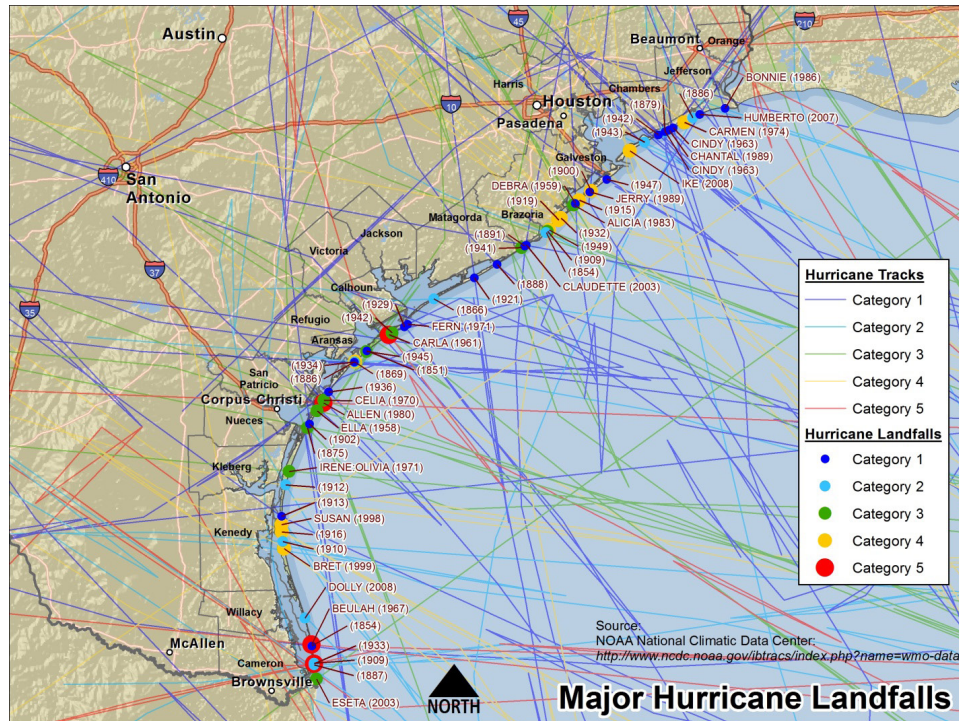 Austin
45
210
Beaumont
Orange
Jefferson
BONNIE (1986)
Harris
Chambers
(1886)
(1879)
10
Houston
(1942)
HUMBERTO (2007)
Pasadena
(1943)
CARMEN (1974)
CINDY (1963)
Galveston
CHANTAL (1989)
(1900)
CINDY (1963)
410
San
Antonio
DEBRA (1959)
(1947)
IKE (2008)
(1919)
JERRY (1989)
Matagorda
Brazoria
(1915)
ALICIA (1983)
Jackson
(1891)
(1932)
Victoria
(1941)
(1949)
(1909)
37
(1854)
Calhoun
(1888)
CLAUDETTE (2003)
35
(1929)
(1921)
Refugio
(1942)
(1866)
FERN (1971)
Aransas
CARLA (1961)
(1934)
(1945)
San
Patricio
(1886)
(1869)
(1851)
(1936)
Corpus Christi
CELIA (1970)
ALLEN (1980)
Nueces
ELLA (1958)
(1902)
(1875)
Kleberg
IRENE:OLIVIA (1971)
(1912)
(1913)
SUSAN (1998)
Kenedy
(1916)
(1910)
BRET (1999)
DOLLY (2008)
Willacy
BEULAH (1967)
(1854)
McAllen
(1933)
Cameron
(1909)
Brownsville
(1887)
ESETA (2003)
NORTH
Hurricane Tracks
Category 1
Category 2
Category 3
Category 4
Category 5
Hurricane Landfalls
Category 1
Category 2
Category 3
Category 4
Category 5
Source:
NOAA National Climatic Data Center:
http://www.ncdc.noaa.gov/ibtracs/index.php?name=wmo-data
Major Hurricane Landfalls